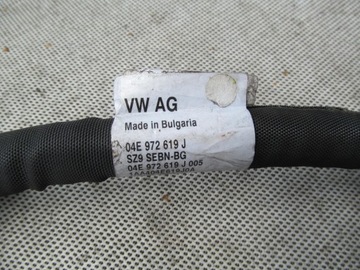 VW AG
Made in Bulgaria
04E 972 619 J
SZ9 SEBN-BG
04E 972 619 J 005